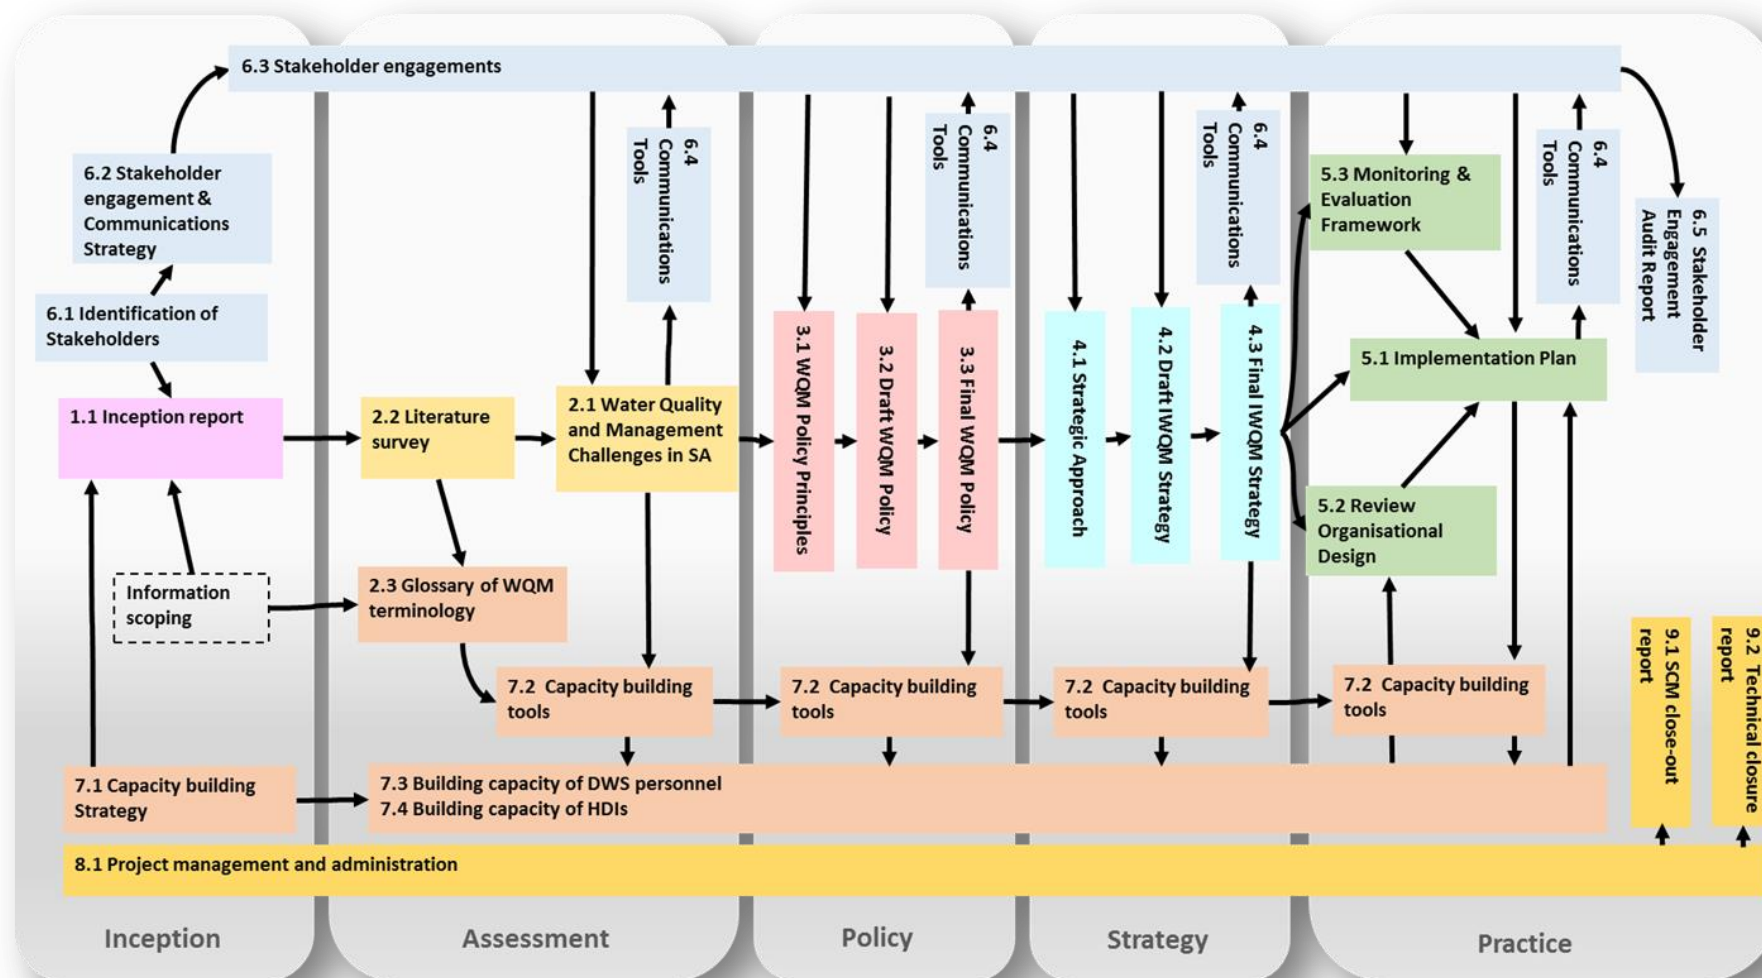 6.3 Stakeholder engagements
6.2 Stakeholder
engagement &
Communications
Strategy
6.1 Identification of
Stakeholders
1.1 Inception report
Information
scoping
7.1 Capacity building
Strategy
2.2 Literature
survey
2.1 Water Quality
and Management
Challenges in SA
6.4
Communications
Tools
2.3 Glossary of WQM
terminology
7.2 Capacity building
tools
7.3 Building capacity of DWS personnel
7.4 Building capacity of HDIs
3.1 WQM Policy Principles
3.2 Draft WQM Policy
3.3 Final WQM Policy
6.4
Communications
Tools
7.2 Capacity building
tools
4.1 Strategic Approach
4.2 Draft IWQM Strategy
4.3 Final IWQM Strategy
6.4
Communications
Tools
7.2 Capacity building
tools
5.3 Monitoring &
Evaluation
Framework
5.1 Implementation Plan
5.2 Review
Organisational
Design
6.4
Communications
Tools
7.2 Capacity building
tools
6.5 Stakeholder
Engagement
Audit Report
9.1 SCM close-out
report
9.2 Technical closure
report
8.1 Project management and administration
Inception
Assessment
Policy
Strategy
Practice